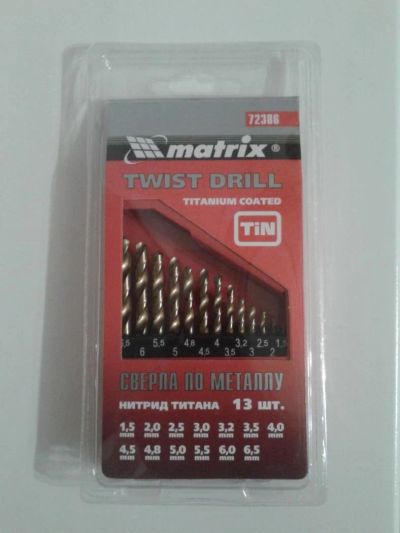 72386
matrix®
TWIST DRILL
TITANIUM COATED
TiN
6,5 5,5 4,8 4 3,2 2,5 1,5
6 5 4,5 3,5 3 2
СВЕРЛА ПО МЕТАЛЛУ
НИТРИД ТИТАНА 13 шт.
1,5 mm 2,0 mm 2,5 mm 3,0 mm 3,2 mm 3,5 mm 4,0 mm
4,5 mm 4,8 mm 5,0 mm 5,5 mm 6,0 mm 6,5 mm